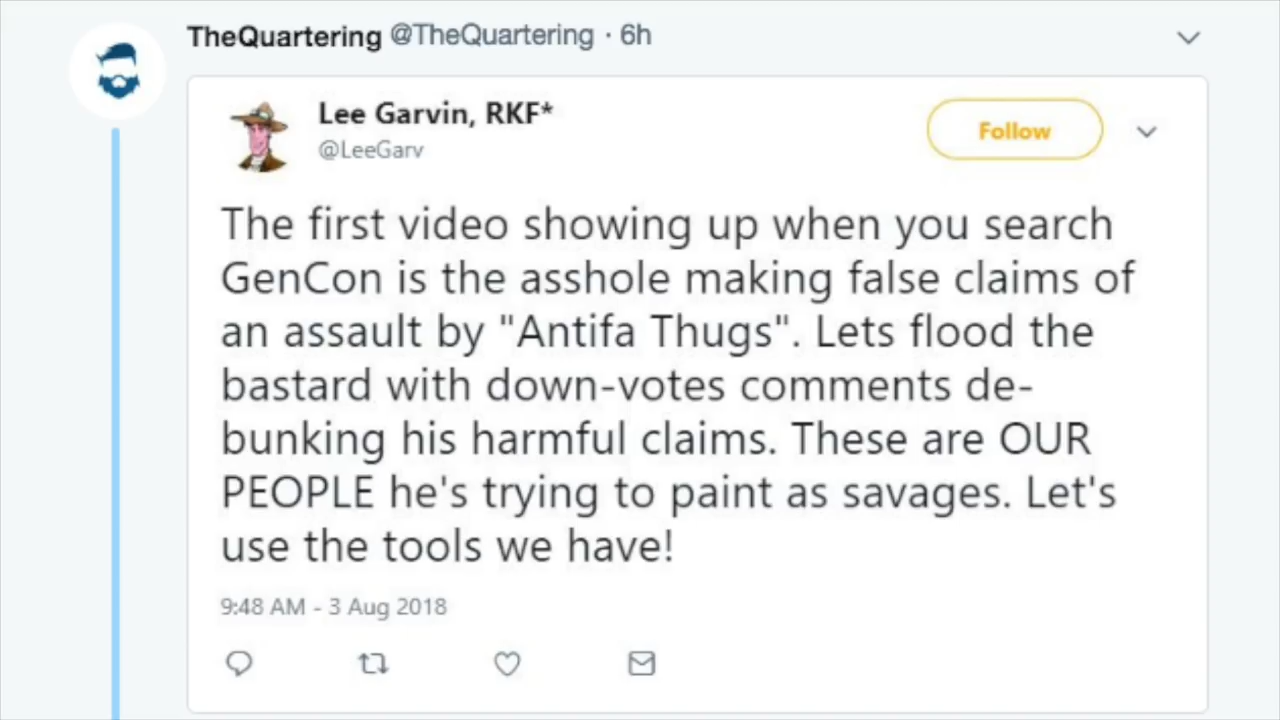 TheQuartering @TheQuartering · 6h
Lee Garvin, RKF*
@LeeGarv
Follow
The first video showing up when you search
GenCon is the asshole making false claims of
an assault by "Antifa Thugs". Lets flood the
bastard with down-votes comments de-
bunking his harmful claims. These are OUR
PEOPLE he's trying to paint as savages. Let's
use the tools we have!
9:48 AM - 3 Aug 2018